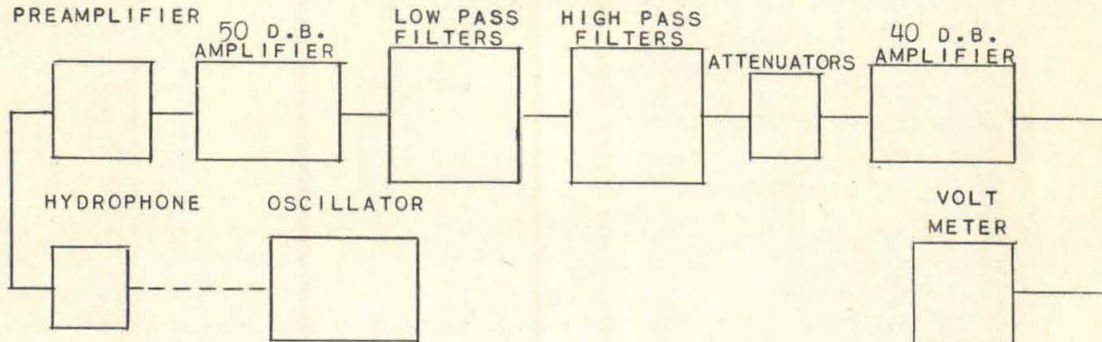 PREAMPLIFIER
50 D.B.
AMPLIFIER
LOW PASS
FILTERS
HIGH PASS
FILTERS
ATTENUATORS
40 D.B.
AMPLIFIER
HYDROPHONE
OSCILLATOR
VOLT
METER